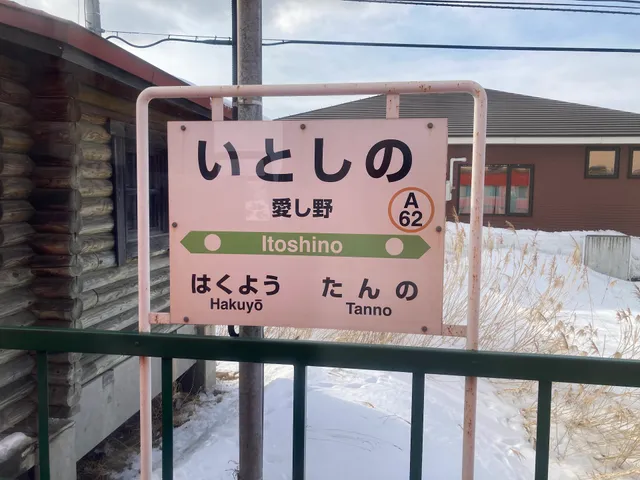 いとしの
愛し野
A
62
Itoshino
はくよう たんの
Hakuyō Tanno